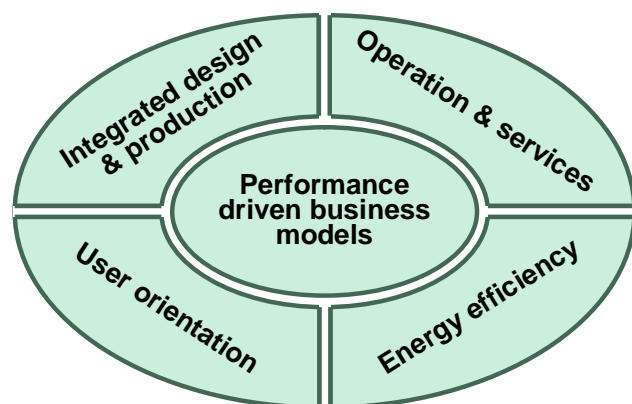 Integrated design
& production
Operation & services
Performance
driven business
models
User orientation
Energy efficiency